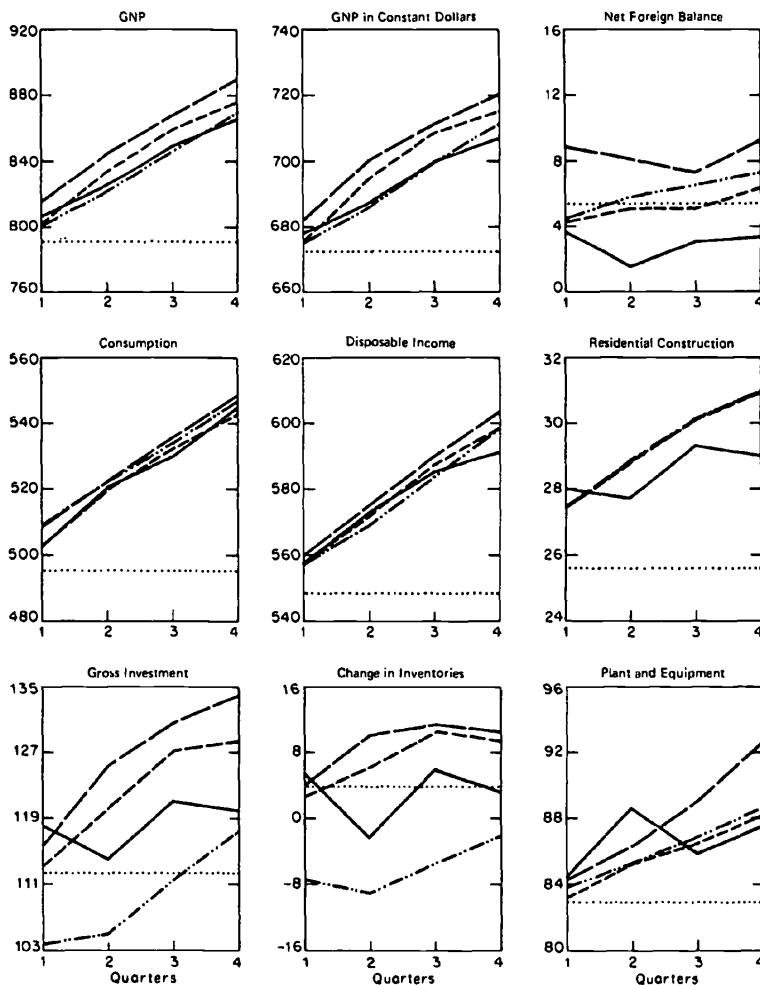 GNP
920
880
840
800
760
1 2 3 4
GNP in Constant Dollars
740
720
700
680
660
1 2 3 4
Net Foreign Balance
16
12
8
4
0
1 2 3 4
Consumption
560
540
520
500
480
1 2 3 4
Disposable Income
620
600
580
560
540
1 2 3 4
Residential Construction
32
30
28
26
24
1 2 3 4
Gross Investment
135
127
119
111
103
1 2 3 4
Quarters
Change in Inventories
16
8
0
-8
-16
1 2 3 4
Quarters
Plant and Equipment
96
92
88
84
80
1 2 3 4
Quarters